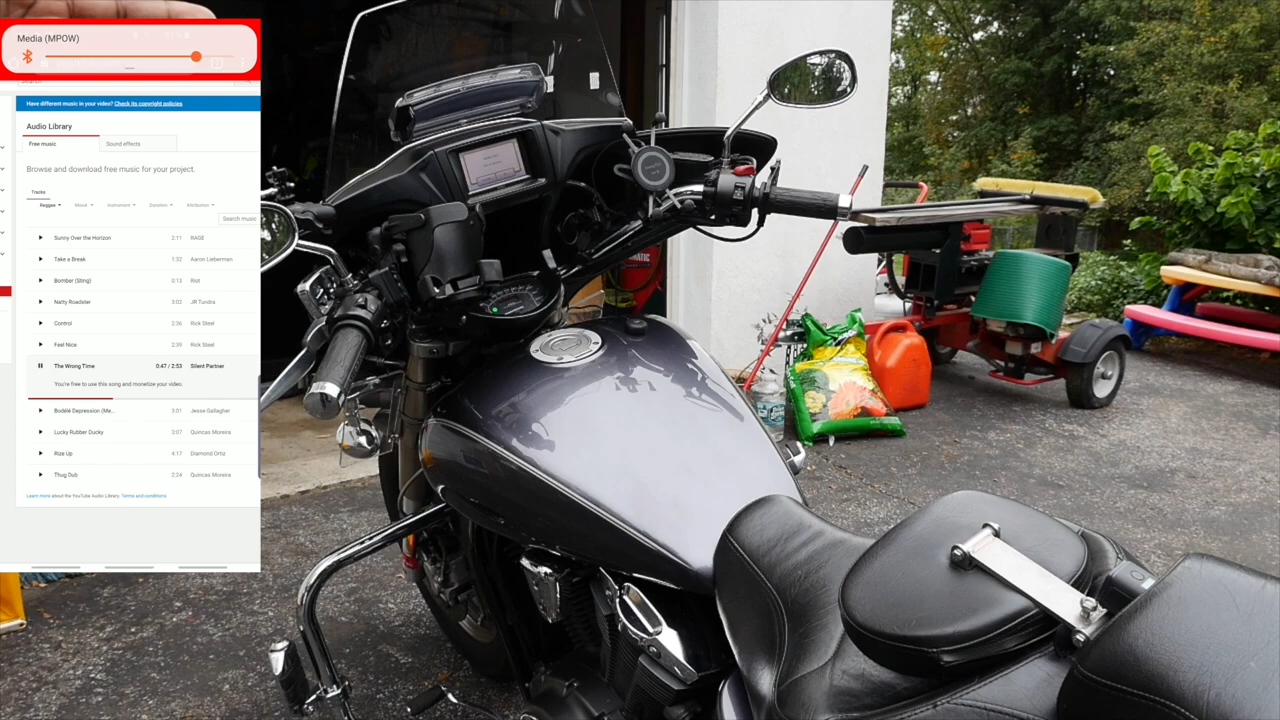 Media (MPOW)
Have different music in your video? Check its copyright policies
Audio Library
Free music Sound effects
Browse and download free music for your project.
Tracks
Reggae Mood Instrument Duration Attribution
Search music
Sunny Over the Horizon 2:11 RAGE
Take a Break 1:32 Aaron Lieberman
Bomber (Sting) 0:13 Riot
Natty Roadster 3:02 JR Tundra
Control 2:36 Rick Steel
Feel Nice 2:39 Rick Steel
The Wrong Time 0:47 / 2:53 Silent Partner
You're free to use this song and monetize your video.
Bodélé Depression (Me.. 3:01 Jesse Gallagher
Lucky Rubber Ducky 3:07 Quincas Moreira
Rize Up 4:17 Diamond Ortiz
Thug Dub 2:24 Quincas Moreira
Learn more about the YouTube Audio Library. Terms and conditions